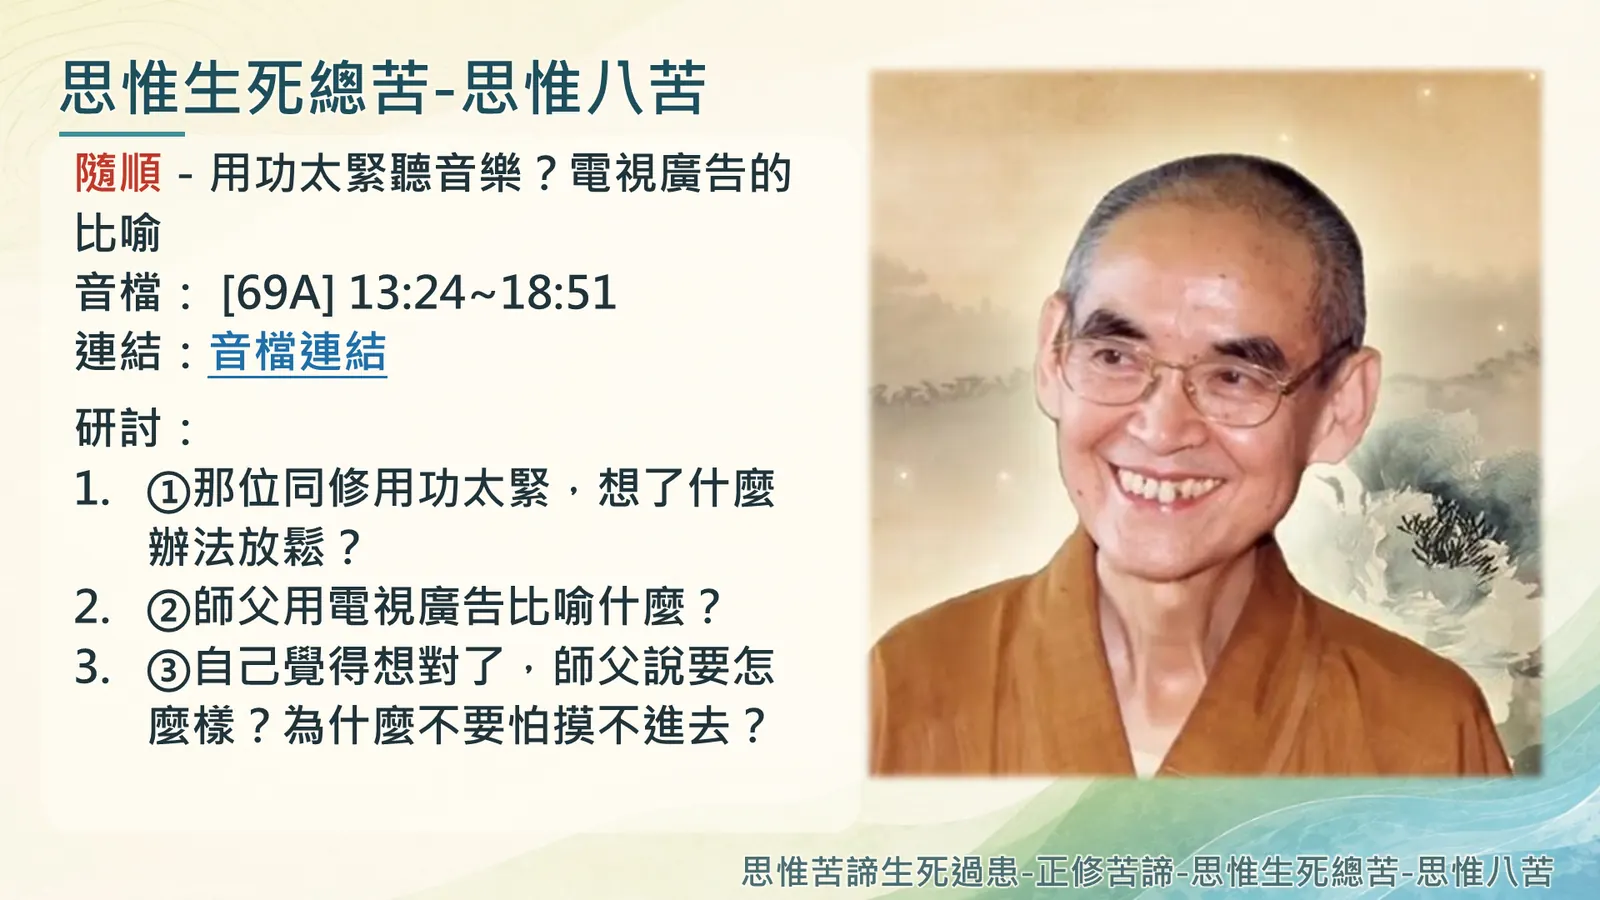 思惟生死總苦-思惟八苦
隨順 - 用功太緊聽音樂？電視廣告的
比喻
音檔： [69A] 13:24~18:51
連結：音檔連結
研討：
1. ①那位同修用功太緊，想了什麼
辦法放鬆？
2. ②師父用電視廣告比喻什麼？
3. ③自己覺得想對了，師父說要怎
麼樣？為什麼不要怕摸不進去？
思惟苦諦生死過患-正修苦諦-思惟生死總苦-思惟八苦